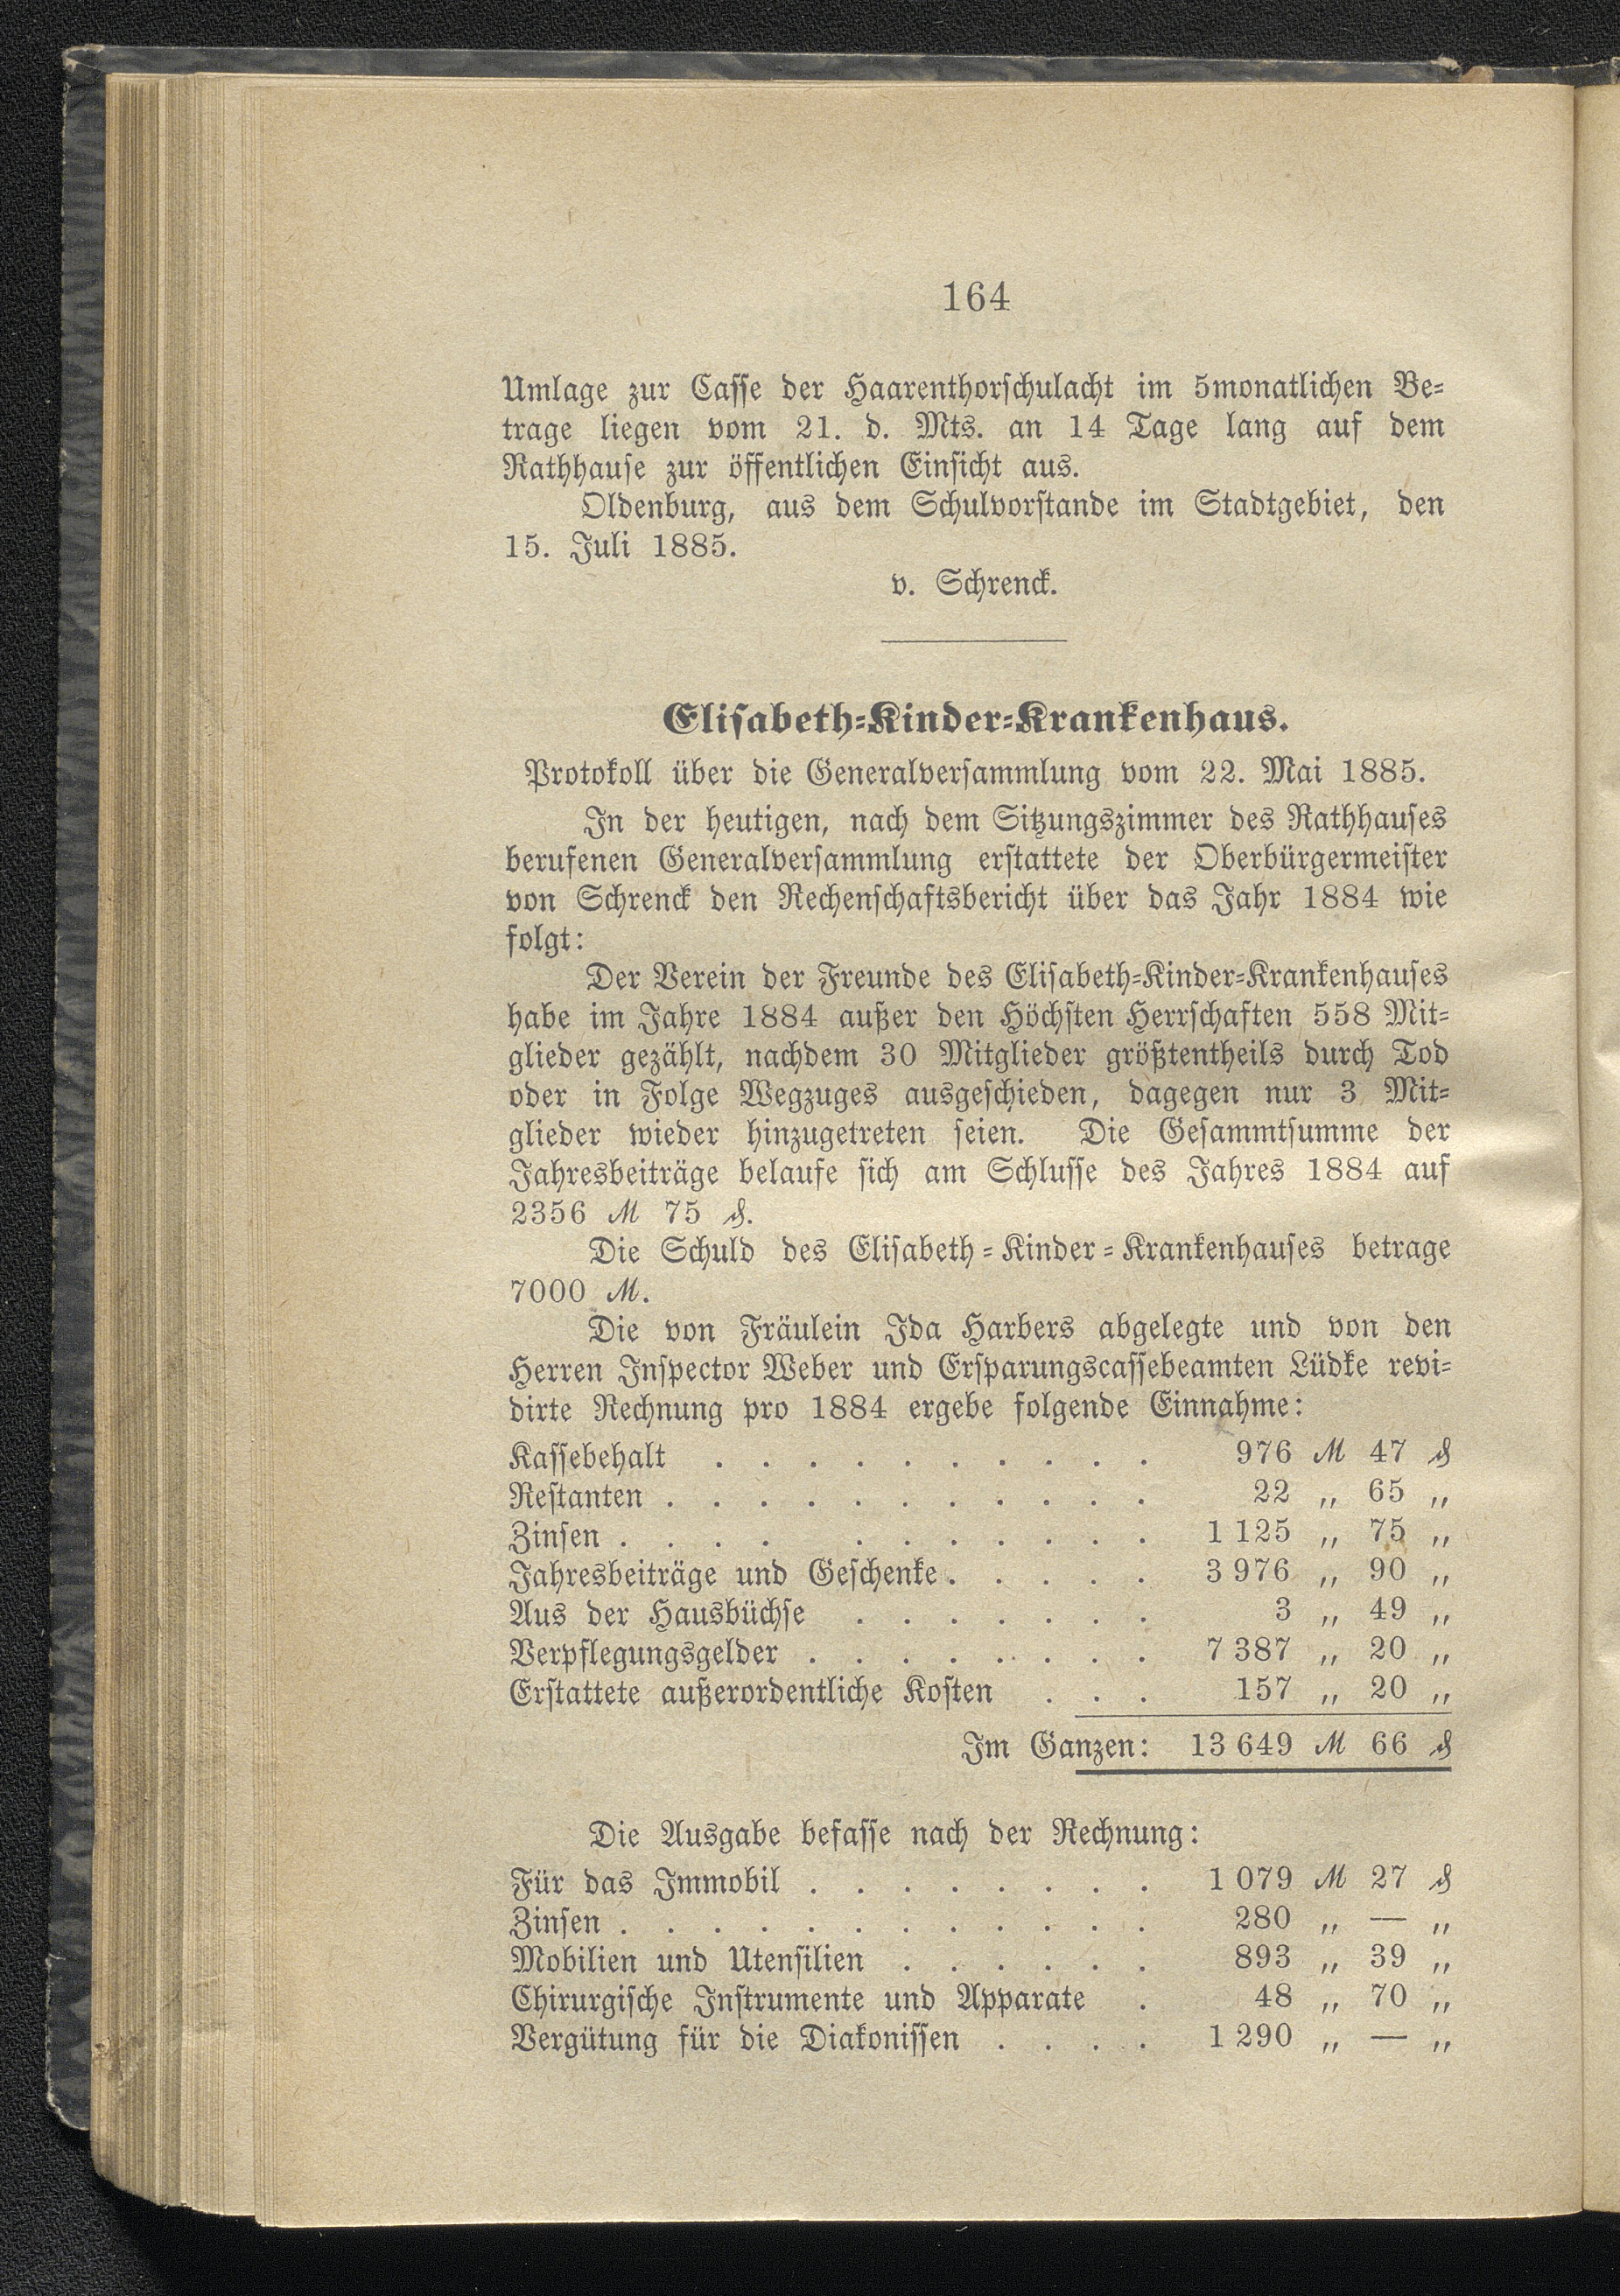 164
Umlage zur Casse der Haarenthorschulacht im 5monatlichen Be-
trage liegen vom 21. d. Mts. an 14 Tage lang auf dem
Rathhause zur öffentlichen Einsicht aus.
Oldenburg, aus dem Schulvorstande im Stadtgebiet, den
15. Juli 1885.
v. Schrenck.
Elisabeth-Kinder-Krankenhaus.
Protokoll über die Generalversammlung vom 22. Mai 1885.
In der heutigen, nach dem Sitzungszimmer des Rathhauses
berufenen Generalversammlung erstattete der Oberbürgermeister
von Schrenck den Rechenschaftsbericht über das Jahr 1884 wie
folgt:
Der Verein der Freunde des Elisabeth-Kinder-Krankenhauses
habe im Jahre 1884 außer den Höchsten Herrschaften 558 Mit-
glieder gezählt, nachdem 30 Mitglieder größtentheils durch Tod
oder in Folge Wegzuges ausgeschieden, dagegen nur 3 Mit-
glieder wieder hinzugetreten seien. Die Gesammtsumme der
Jahresbeiträge belaufe sich am Schlusse des Jahres 1884 auf
2356 ℳ 75 ₰.
Die Schuld des Elisabeth-Kinder-Krankenhauses betrage
7000 ℳ.
Die von Fräulein Ida Harbers abgelegte und von den
Herren Inspector Weber und Ersparungscassebeamten Lüdke revi-
dirte Rechnung pro 1884 ergebe folgende Einnahme:
Kassebehalt . . . . . . . . . . 976 ℳ 47 ₰
Restanten . . . . . . . . . . . 22 „ 65 „
Zinsen . . . . . . . . . . . 1 125 „ 75 „
Jahresbeiträge und Geschenke . . . . . 3 976 „ 90 „
Aus der Hausbüchse . . . . . . . 3 „ 49 „
Verpflegungsgelder . . . . . . . . 7 387 „ 20 „
Erstattete außerordentliche Kosten . . . 157 „ 20 „
Im Ganzen: 13 649 ℳ 66 ₰
Die Ausgabe befasse nach der Rechnung:
Für das Immobil . . . . . . . . 1 079 ℳ 27 ₰
Zinsen . . . . . . . . . . . . 280 „ — „
Mobilien und Utensilien . . . . . . 893 „ 39 „
Chirurgische Instrumente und Apparate . 48 „ 70 „
Vergütung für die Diakonissen . . . . 1 290 „ — „